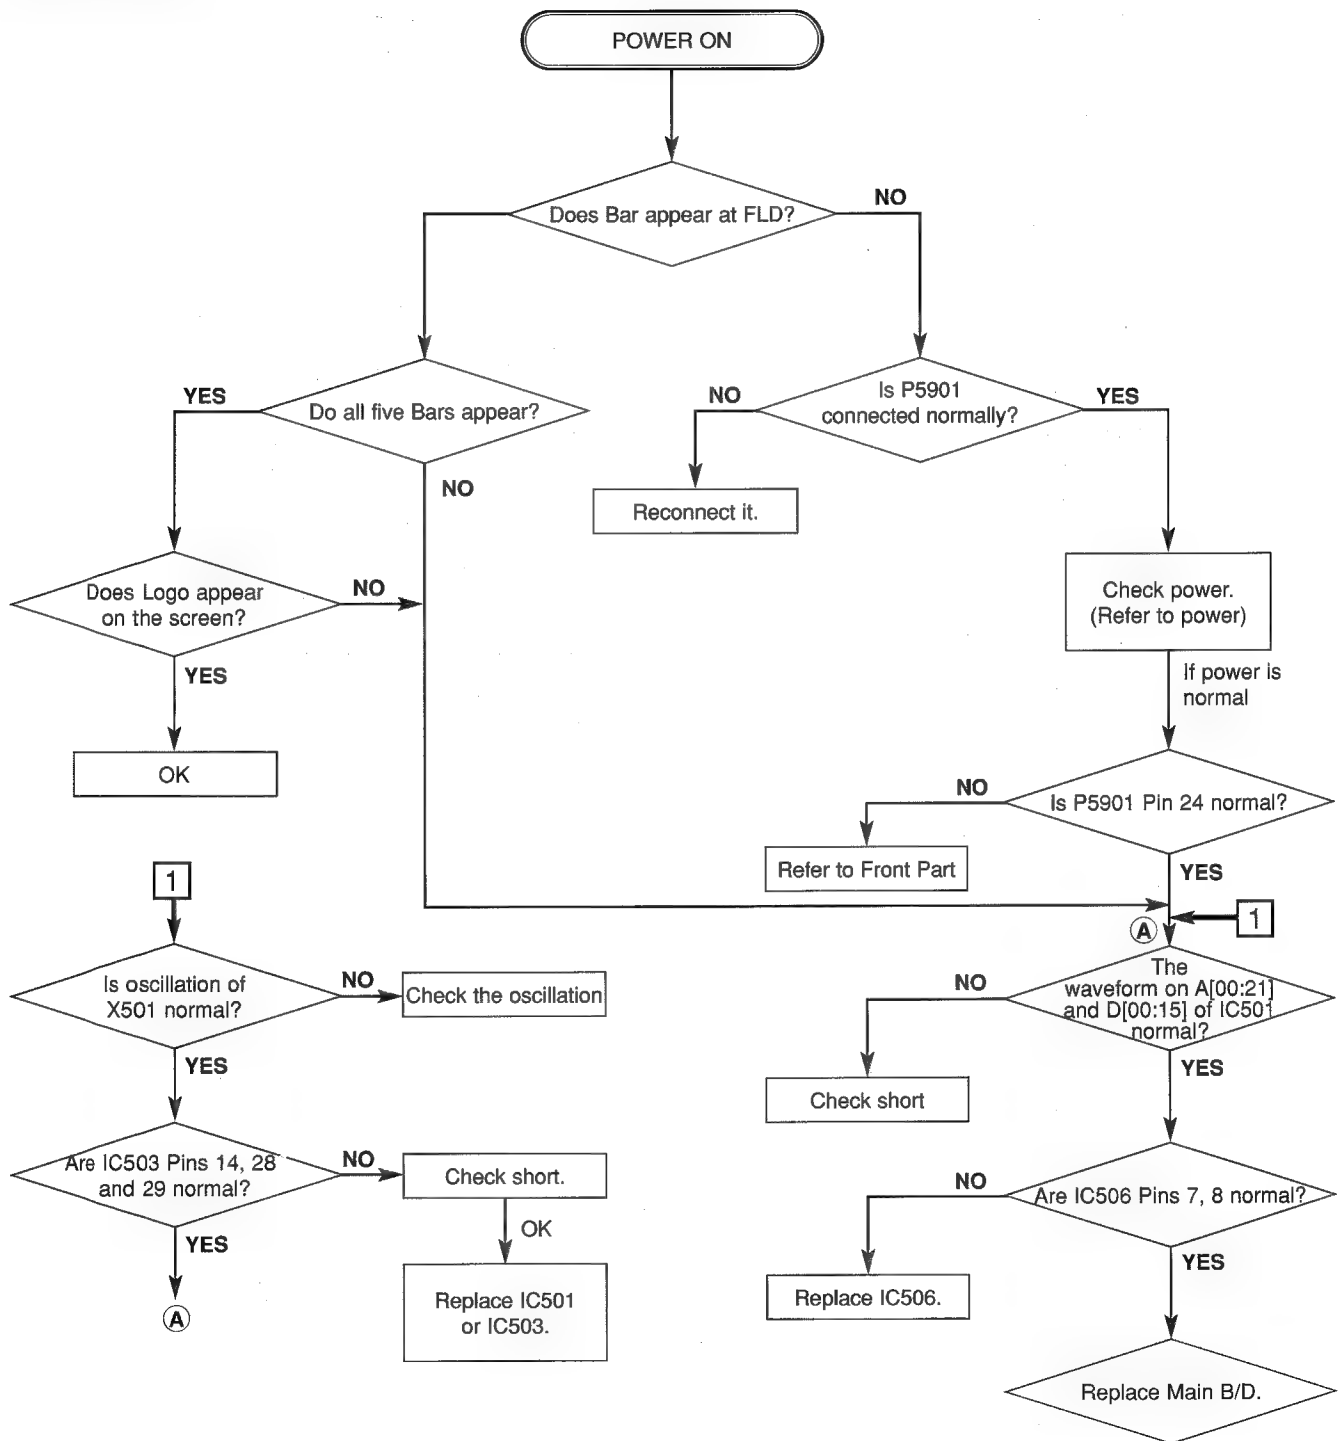 POWER ON
Does Bar appear at FLD?
NO
YES
Do all five Bars appear?
NO
NO
Is P5901
connected normally?
YES
Reconnect it.
Does Logo appear
on the screen?
NO
YES
OK
Check power.
(Refer to power)
If power is
normal
NO
Is P5901 Pin 24 normal?
Refer to Front Part
YES
1
A
1
Is oscillation of
X501 normal?
NO
Check the oscillation
YES
Are IC503 Pins 14, 28
and 29 normal?
NO
Check short.
OK
Replace IC501
or IC503.
YES
A
The
waveform on A[00:21]
and D[00:15] of IC501
normal?
NO
Check short
YES
Are IC506 Pins 7, 8 normal?
NO
Replace IC506.
YES
Replace Main B/D.